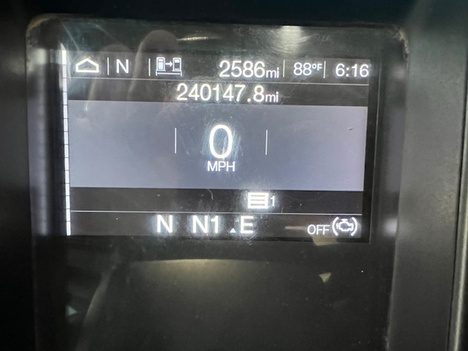 N 2586mi 88°F 6:16
240147.8mi
0
MPH
1
N N1 .E OFF